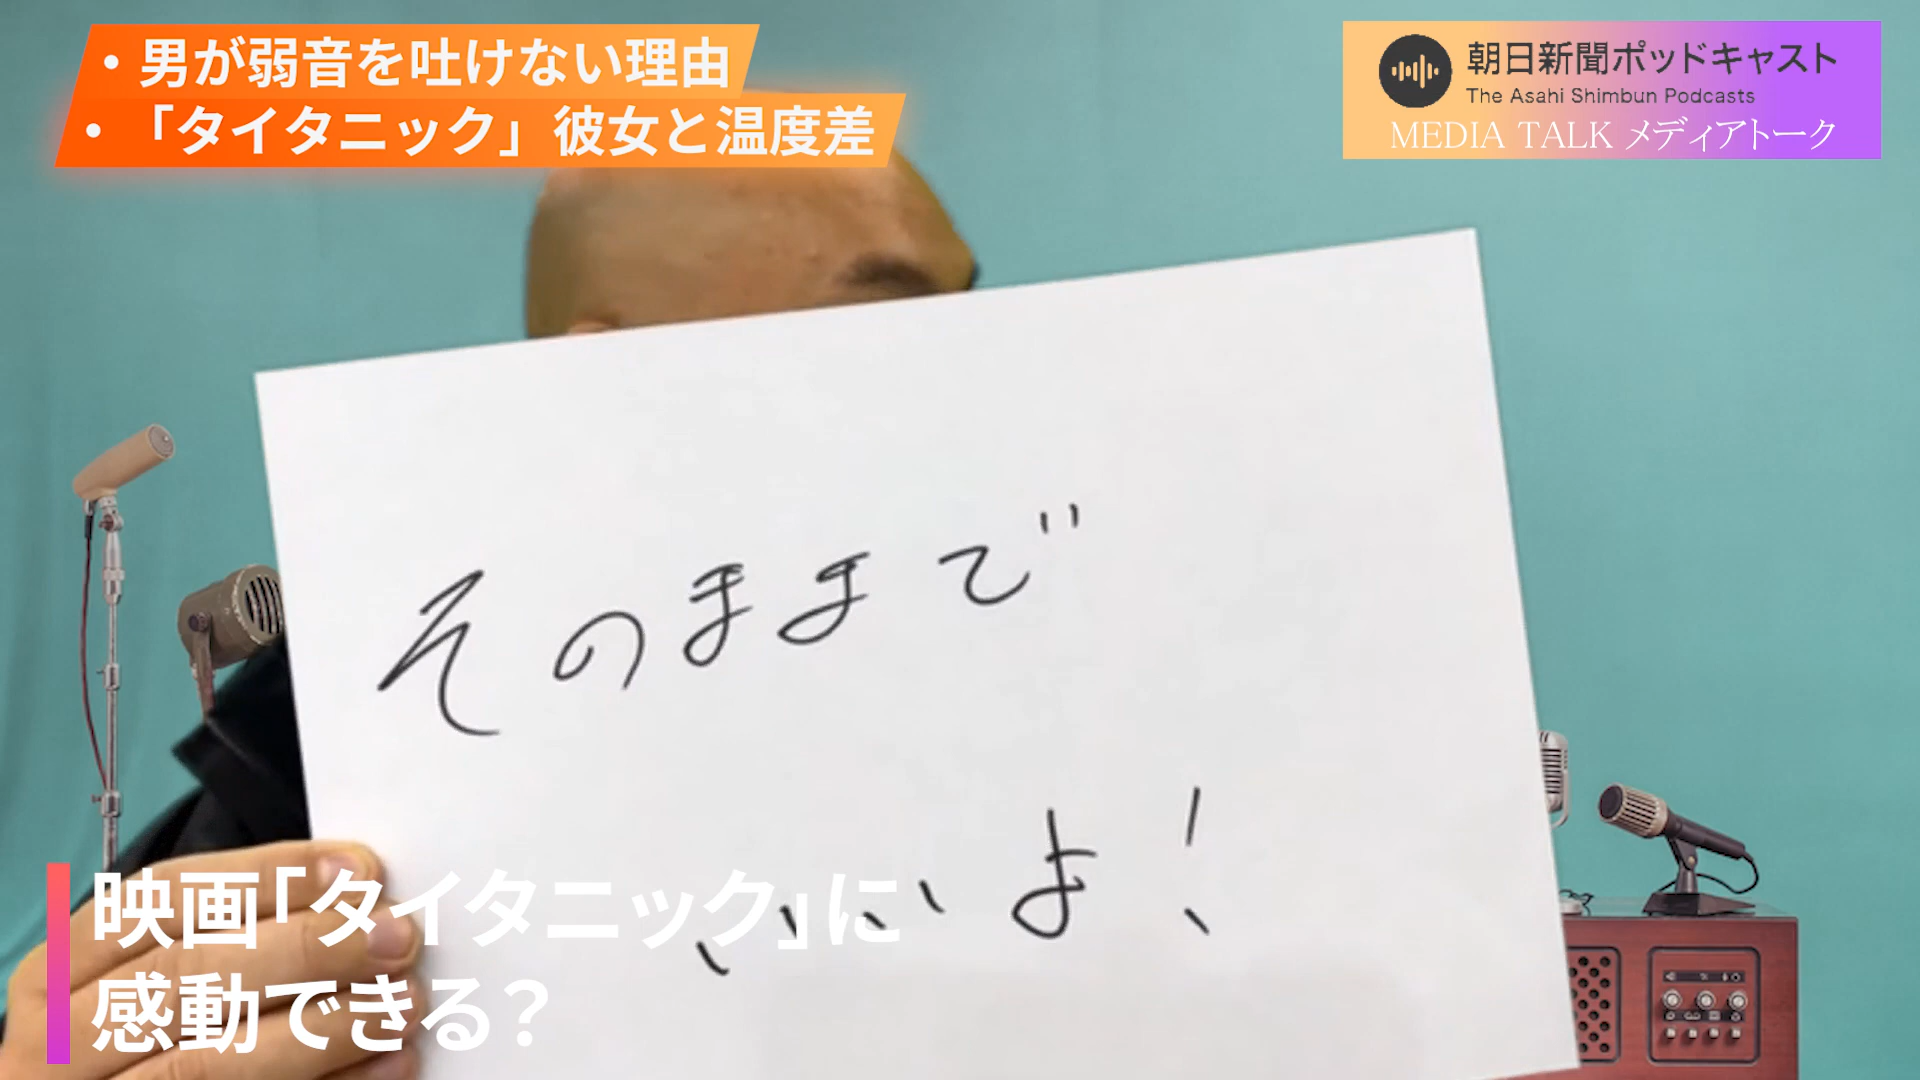 ・男が弱音を吐けない理由
・「タイタニック」彼女と温度差
朝日新聞ポッドキャスト
The Asahi Shimbun Podcasts
MEDIA TALK メディアトーク
そのままで
いいよ!
映画「タイタニック」に
感動できる?